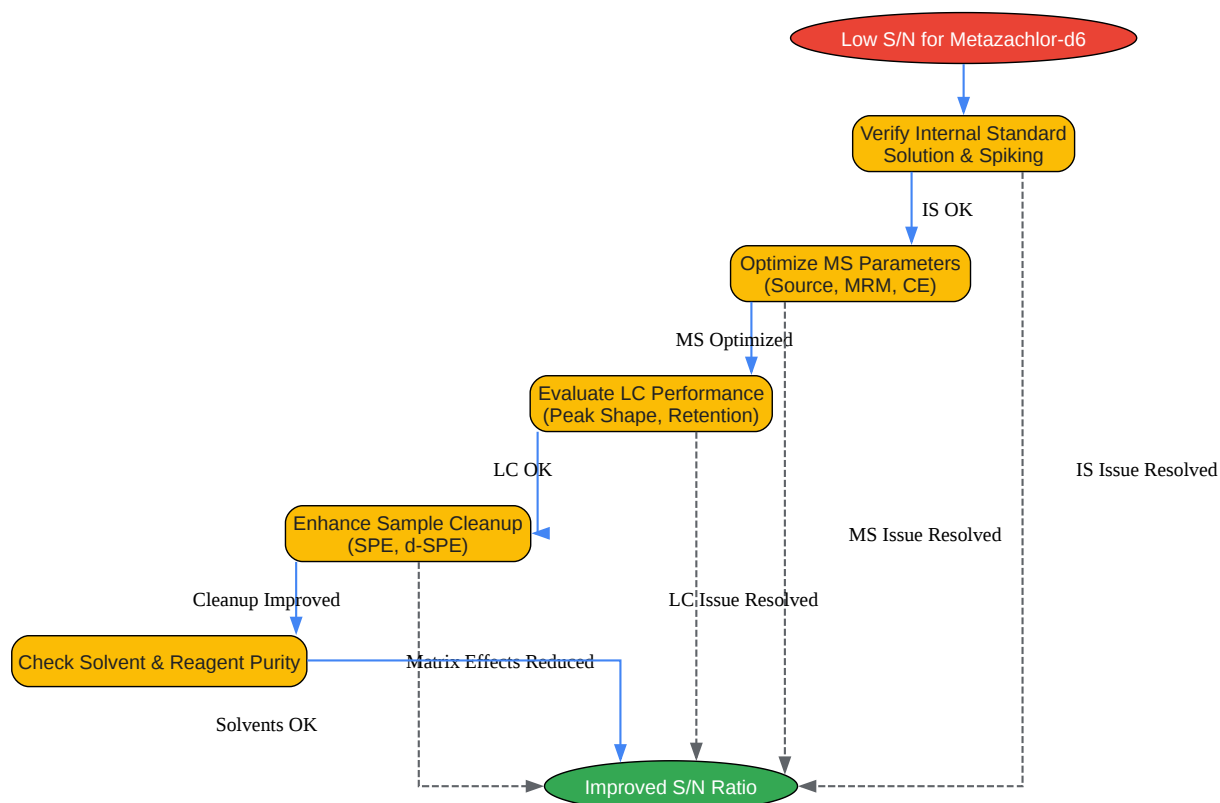 Low S/N for Metazachlor-d6
Verify Internal Standard
Solution & Spiking
IS OK
Optimize MS Parameters
(Source, MRM, CE)
MS Optimized
Evaluate LC Performance
(Peak Shape, Retention)
LC OK
IS Issue Resolved
Enhance Sample Cleanup
(SPE, d-SPE)
MS Issue Resolved
Cleanup Improved
LC Issue Resolved
Check Solvent & Reagent Purity
Matrix Effects Reduced
Solvents OK
Improved S/N Ratio